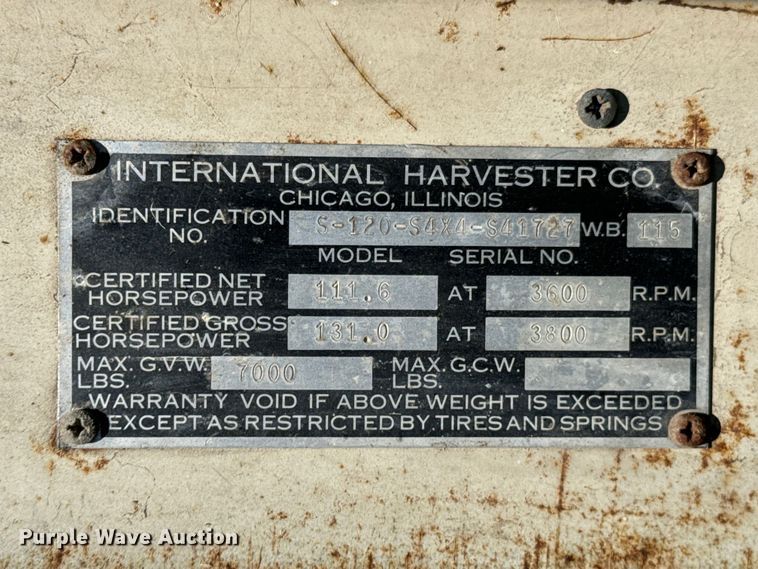 INTERNATIONAL HARVESTER CO.
CHICAGO, ILLINOIS
IDENTIFICATION NO. S-120-S4X4-S41727 W.B. 115
MODEL SERIAL NO.
CERTIFIED NET HORSEPOWER 111.6 AT 3600 R.P.M.
CERTIFIED GROSS HORSEPOWER 131.0 AT 3800 R.P.M.
MAX. G.V.W. LBS. 7000 MAX. G.C.W. LBS.
WARRANTY VOID IF ABOVE WEIGHT IS EXCEEDED
EXCEPT AS RESTRICTED BY TIRES AND SPRINGS
Purple Wave Auction